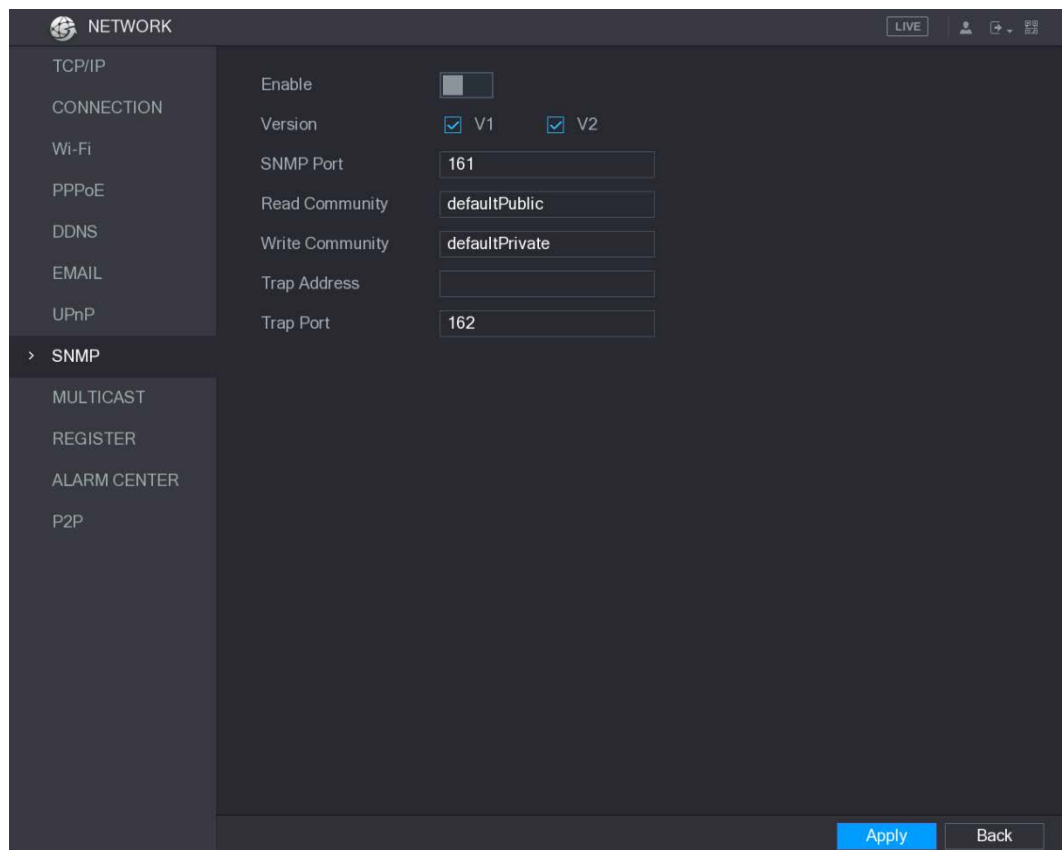 NETWORK
LIVE
TCP/IP
CONNECTION
Wi-Fi
PPPoE
DDNS
EMAIL
UPnP
> SNMP
MULTICAST
REGISTER
ALARM CENTER
P2P
Enable
Version V1 V2
SNMP Port 161
Read Community defaultPublic
Write Community defaultPrivate
Trap Address
Trap Port 162
Apply Back